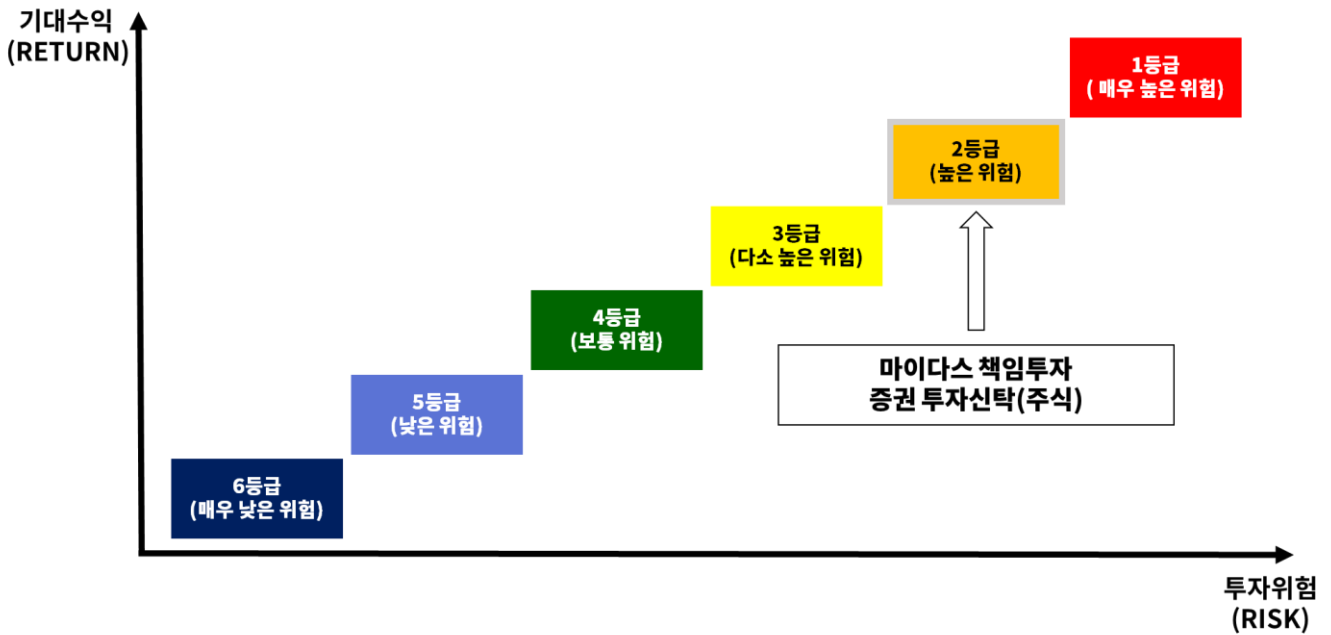 기대수익
(RETURN)
1등급
( 매우 높은 위험)
2등급
(높은 위험)
3등급
(다소 높은 위험)
4등급
(보통 위험)
마이다스 책임투자
증권 투자신탁(주식)
5등급
(낮은 위험)
6등급
(매우 낮은 위험)
투자위험
(RISK)